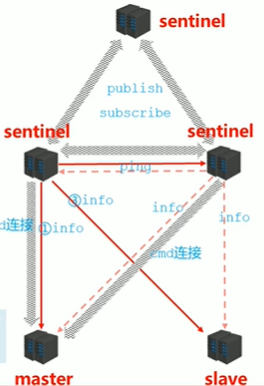 sentinel
publish
subscribe
sentinel
sentinel
ping
③info
info
info
d连接
①info
cmd连接
master
slave